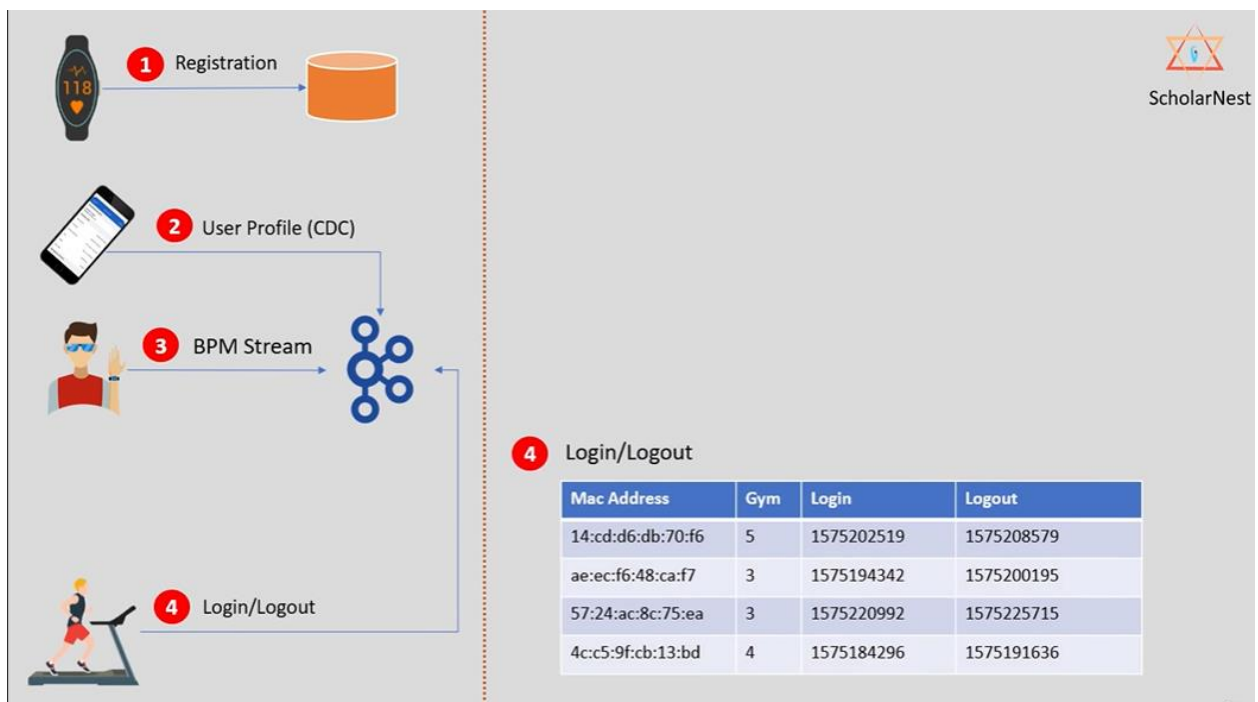 1 Registration
118
ScholarNest
2 User Profile (CDC)
3 BPM Stream
4 Login/Logout
Mac Address Gym Login Logout
14:cd:d6:db:70:f6 5 1575202519 1575208579
ae:ec:f6:48:ca:f7 3 1575194342 1575200195
57:24:ac:8c:75:ea 3 1575220992 1575225715
4c:c5:9f:cb:13:bd 4 1575184296 1575191636
4 Login/Logout